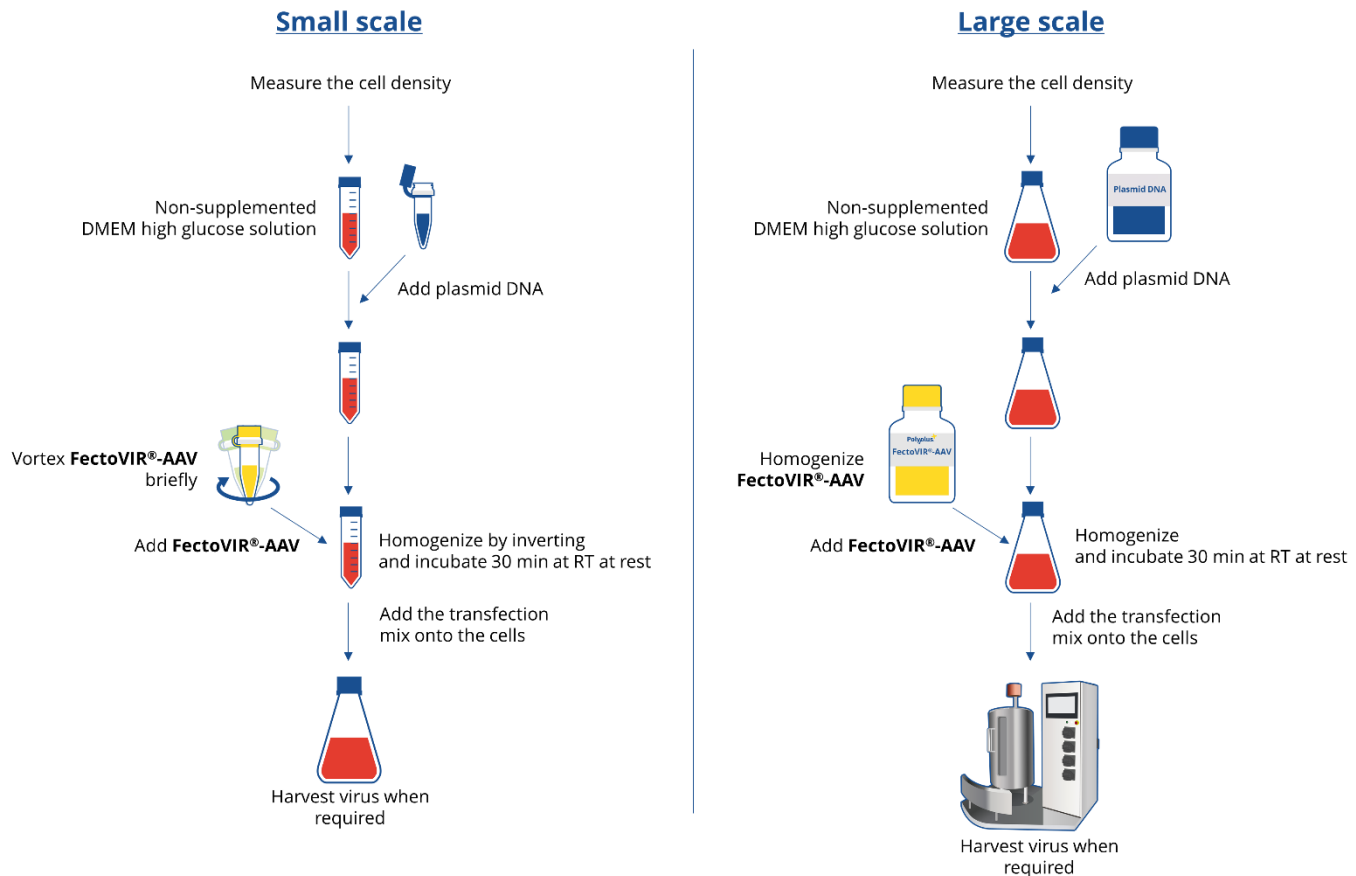 Small scale
Measure the cell density
Non-supplemented
DMEM high glucose solution
Add plasmid DNA
Vortex FectoVIR®-AAV
briefly
Add FectoVIR®-AAV
Homogenize by inverting
and incubate 30 min at RT at rest
Add the transfection
mix onto the cells
Harvest virus when
required
Large scale
Measure the cell density
Plasmid DNA
Non-supplemented
DMEM high glucose solution
Add plasmid DNA
Polyplus
FectoVIR®-AAV
Homogenize
FectoVIR®-AAV
Add FectoVIR®-AAV
Homogenize
and incubate 30 min at RT at rest
Add the transfection
mix onto the cells
Harvest virus when
required